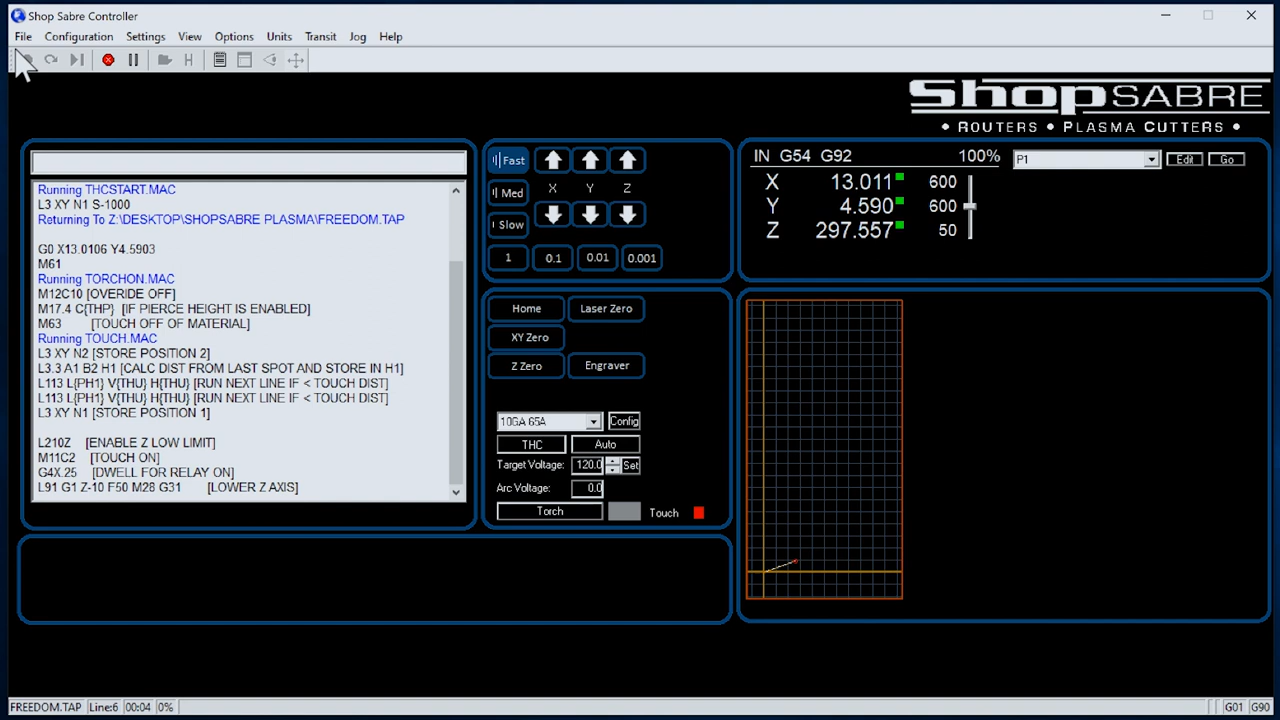 Shop Sabre Controller
File Configuration Settings View Options Units Transit Jog Help
H
ShopSABRE
• ROUTERS • PLASMA CUTTERS •
Running THCSTART.MAC
L3 XY N1 S-1000
Returning To Z:\DESKTOP\SHOPSABRE PLASMA\FREEDOM.TAP
G0 X13.0106 Y4.5903
M61
Running TORCHON.MAC
M12C10 [OVERIDE OFF]
M17.4 C{THP} [IF PIERCE HEIGHT IS ENABLED]
M63 [TOUCH OFF OF MATERIAL]
Running TOUCH.MAC
L3 XY N2 [STORE POSITION 2]
L3.3 A1 B2 H1 [CALC DIST FROM LAST SPOT AND STORE IN H1]
L113 L{PH1} V{THU} H{THU} [RUN NEXT LINE IF < TOUCH DIST]
L113 L{PH1} V{THU} H{THU} [RUN NEXT LINE IF < TOUCH DIST]
L3 XY N1 [STORE POSITION 1]
L210Z [ENABLE Z LOW LIMIT]
M11C2 [TOUCH ON]
G4X.25 [DWELL FOR RELAY ON]
L91 G1 Z-10 F50 M28 G31 [LOWER Z AXIS]
Fast
Med X Y Z
Slow
1 0.1 0.01 0.001
IN G54 G92 100%
X 13.011 600
Y 4.590 600
Z 297.557 50
P1 Edit Go
Home Laser Zero
XY Zero
Z Zero Engraver
10GA 65A Config
THC Auto
Target Voltage: 120.0 Set
Arc Voltage: 0.0
Torch Touch
FREEDOM.TAP Line:6 00:04 0% G01 G90